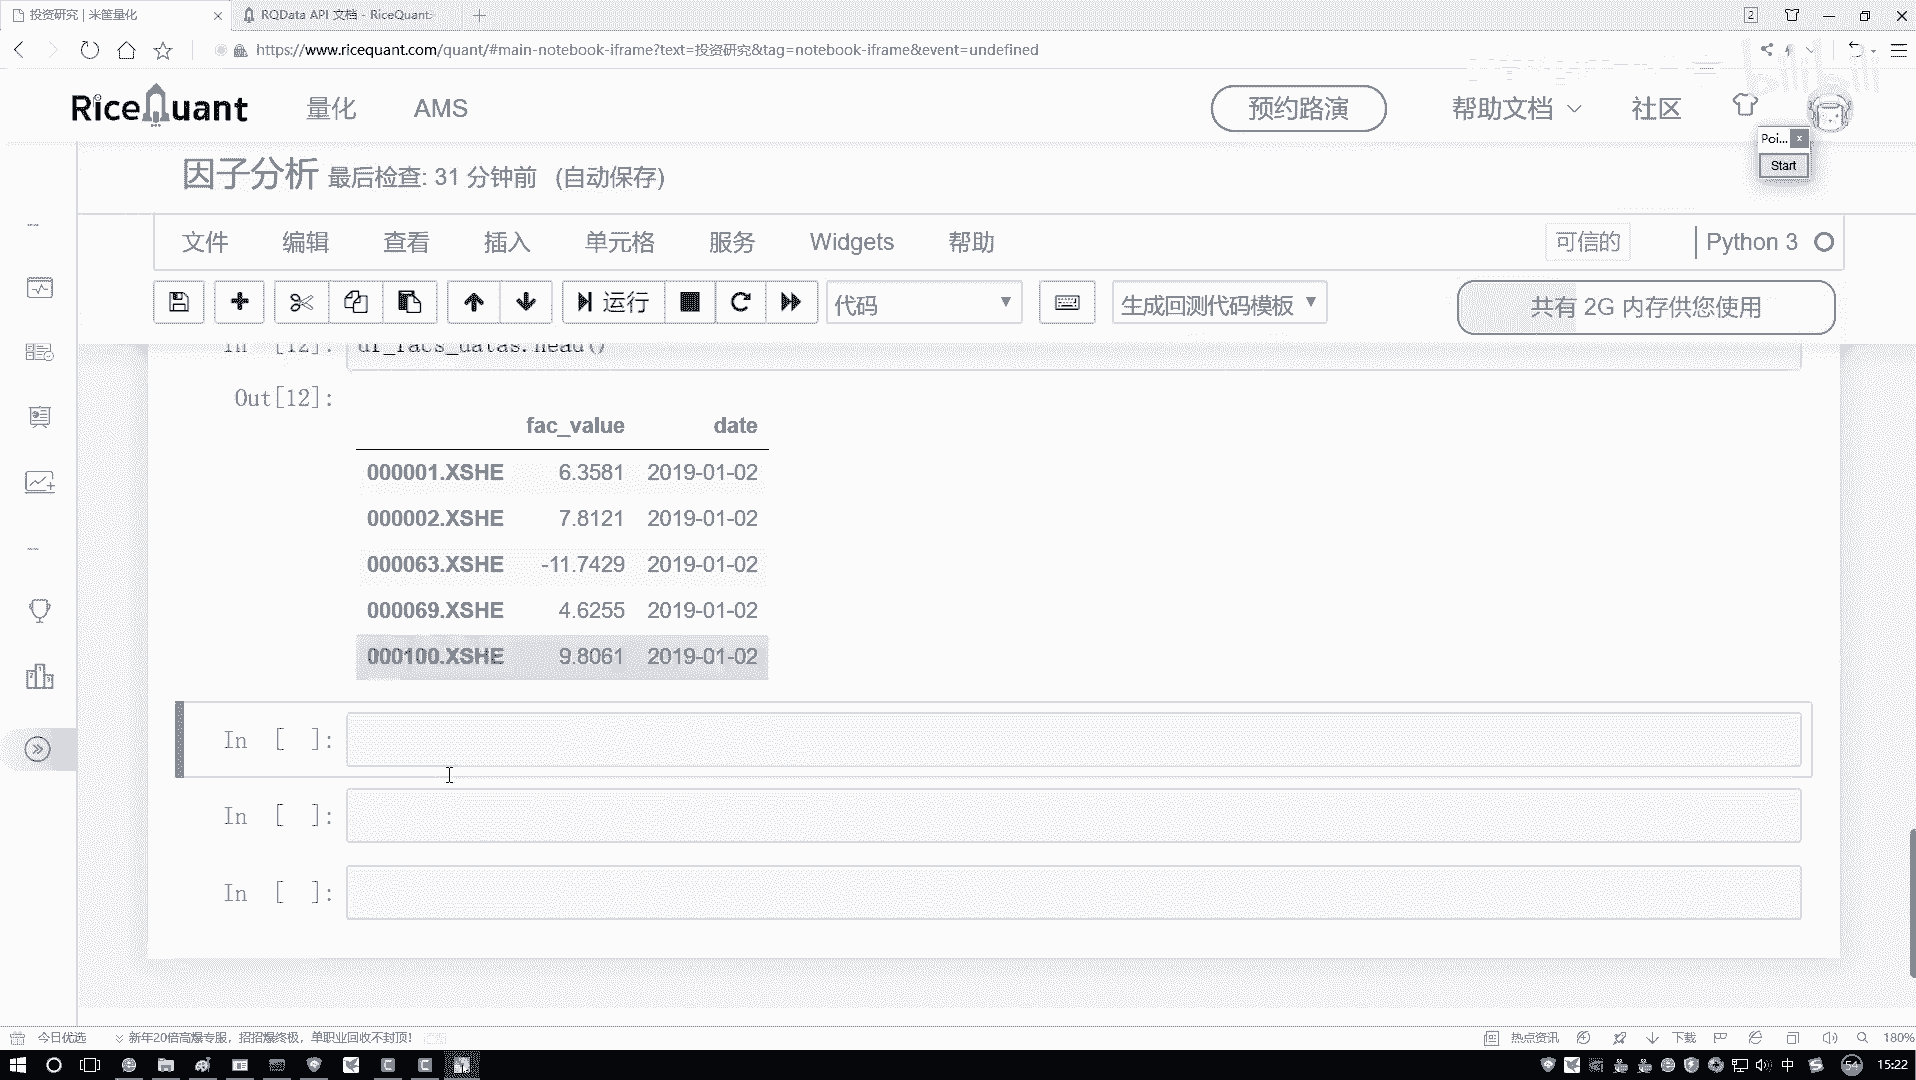 投资研究 | 米筐量化
RQData API 文档 - RiceQuant
2
https://www.ricequant.com/quant/#main-notebook-iframe?text=投资研究&tag=notebook-iframe&event=undefined
bilibili
RiceQuant 量化 AMS 预约路演 帮助文档 社区
Poi...
Start
因子分析 最后检查: 31 分钟前 (自动保存)
文件 编辑 查看 插入 单元格 服务 Widgets 帮助 可信的 Python 3
运行 代码 生成回测代码模板 共有 2G 内存供您使用
In [12]: df_facs_datas.head()
Out[12]:
fac_value date
000001.XSHE 6.3581 2019-01-02
000002.XSHE 7.8121 2019-01-02
000063.XSHE -11.7429 2019-01-02
000069.XSHE 4.6255 2019-01-02
000100.XSHE 9.8061 2019-01-02
In [ ]:
In [ ]:
In [ ]:
今日优选 新年20倍高爆专服，招招爆终极，单职业回收不封顶! 热点资讯 下载 180%
中 54 15:22